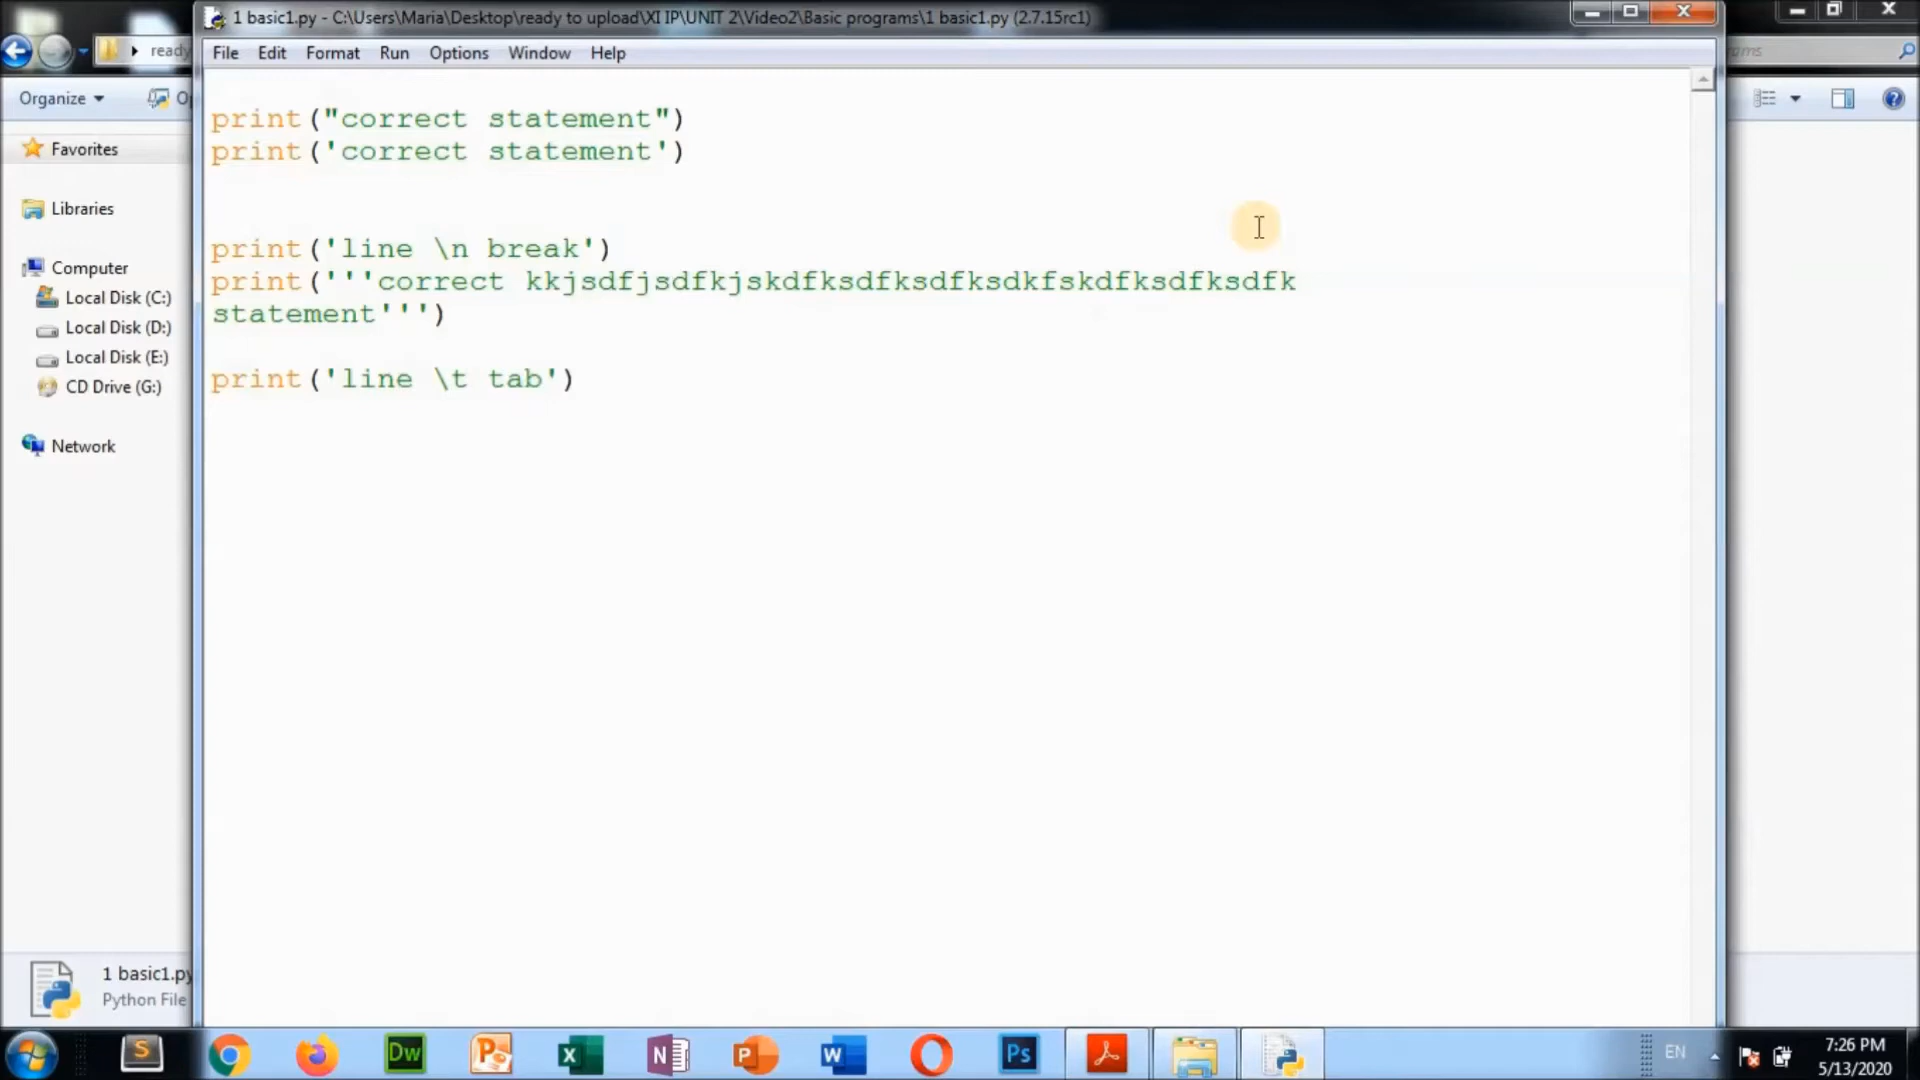 1 basic1.py - C:\Users\Maria\Desktop\ready to upload\XI IP\UNIT 2\Video2\Basic programs\1 basic1.py (2.7.15rc1)
File Edit Format Run Options Window Help
ready
Organize
Favorites
Libraries
Computer
Local Disk (C:)
Local Disk (D:)
Local Disk (E:)
CD Drive (G:)
Network
print ("correct statement")
print ('correct statement')
print ('line \n break')
print ('''correct kkjsdfjsdfkjskdfksdfksdfksdkfskdfksdfksdfk
statement''')
print ('line \t tab')
1 basic1.py
Python File
S
Dw
X
N
P
W
Ps
EN
7:26 PM
5/13/2020